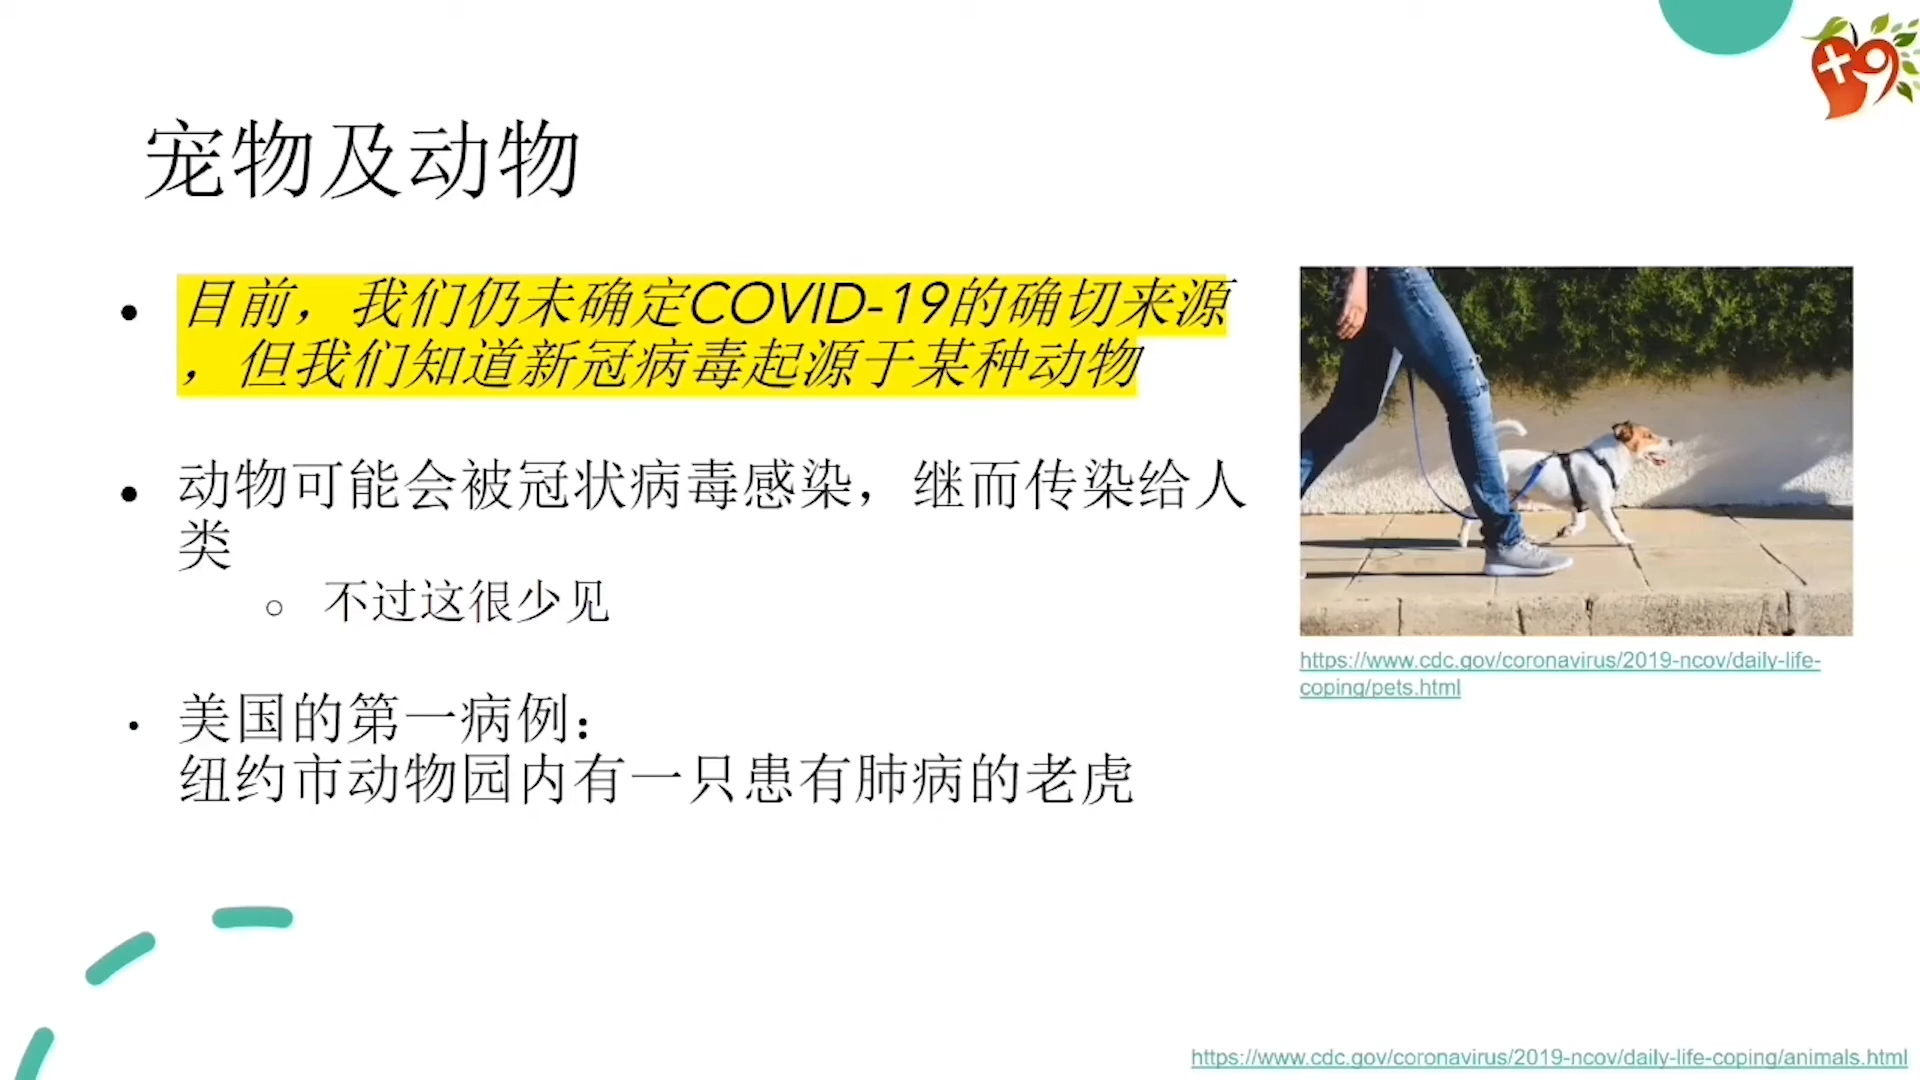 宠物及动物
目前，我们仍未确定COVID-19的确切来源
，但我们知道新冠病毒起源于某种动物
动物可能会被冠状病毒感染，继而传染给人
类
不过这很少见
美国的第一病例：
纽约市动物园内有一只患有肺病的老虎
https://www.cdc.gov/coronavirus/2019-ncov/daily-life-
coping/pets.html
https://www.cdc.gov/coronavirus/2019-ncov/daily-life-coping/animals.html